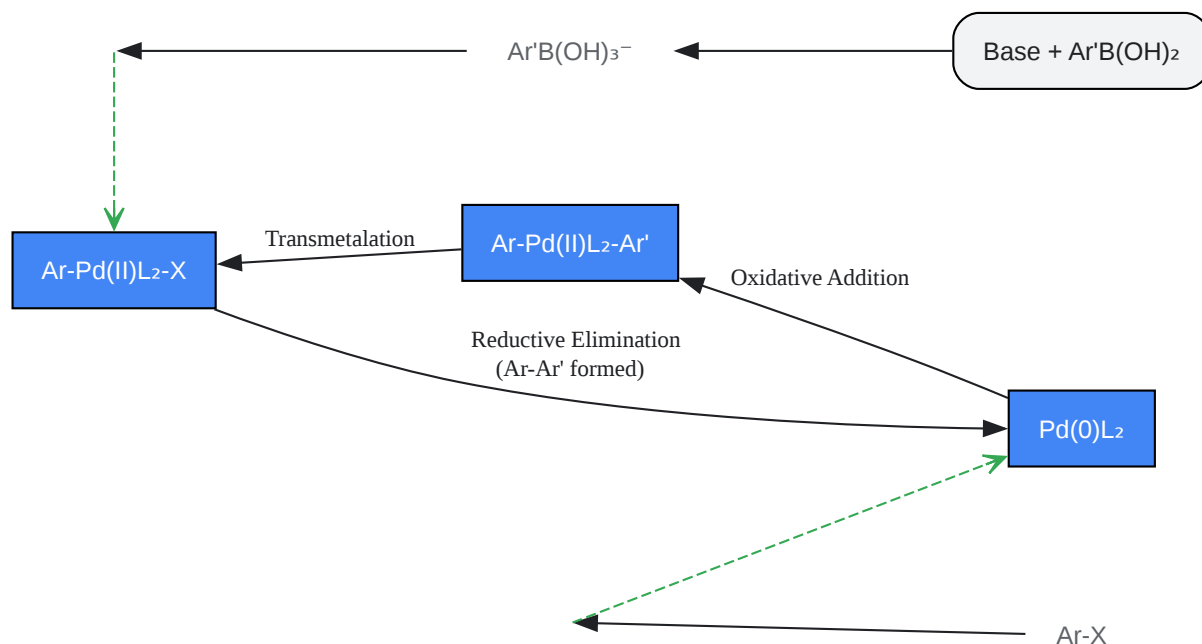 Ar'B(OH)₃⁻
Base + Ar'B(OH)₂
Transmetalation
Ar-Pd(II)L₂-Ar'
Ar-Pd(II)L₂-X
Oxidative Addition
Reductive Elimination
(Ar-Ar' formed)
Pd(0)L₂
Ar-X